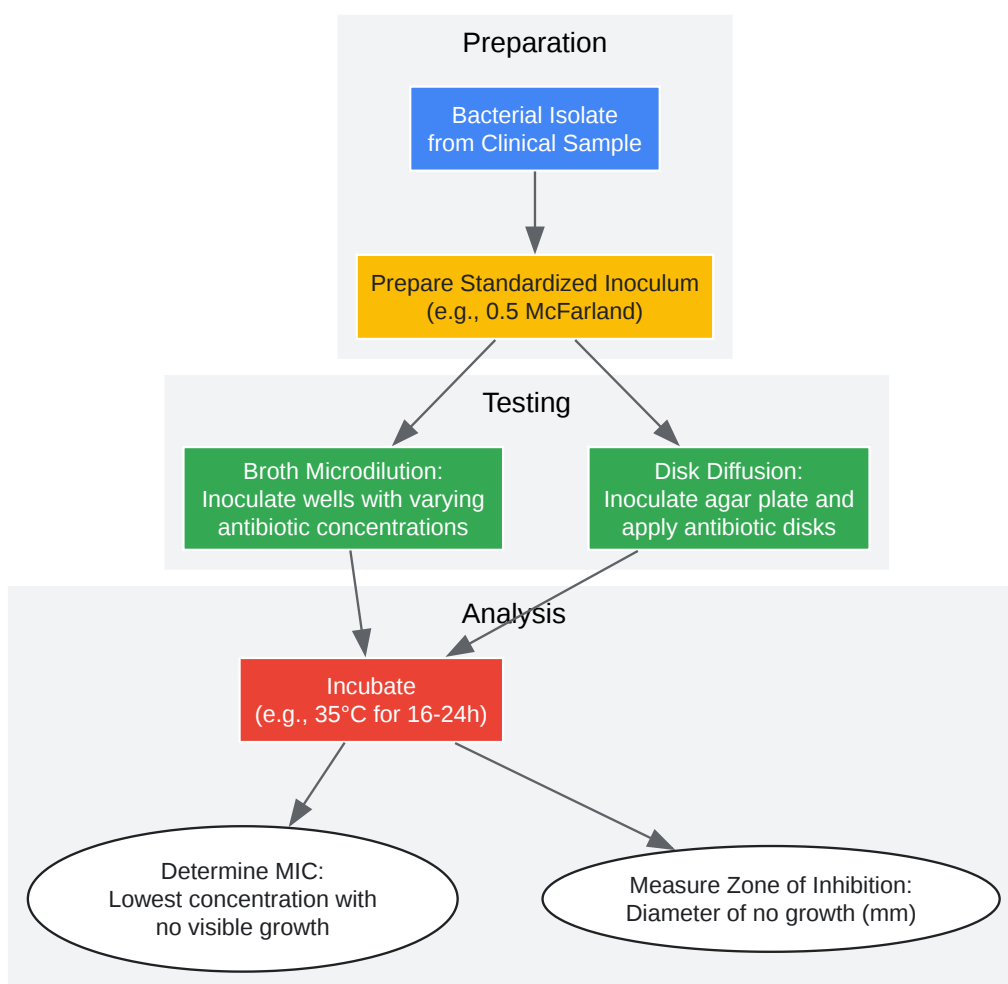 Preparation
Bacterial Isolate
from Clinical Sample
Prepare Standardized Inoculum
(e.g., 0.5 McFarland)
Testing
Broth Microdilution:
Inoculate wells with varying
antibiotic concentrations
Disk Diffusion:
Inoculate agar plate and
apply antibiotic disks
Analysis
Incubate
(e.g., 35°C for 16-24h)
Determine MIC:
Lowest concentration with
no visible growth
Measure Zone of Inhibition:
Diameter of no growth (mm)